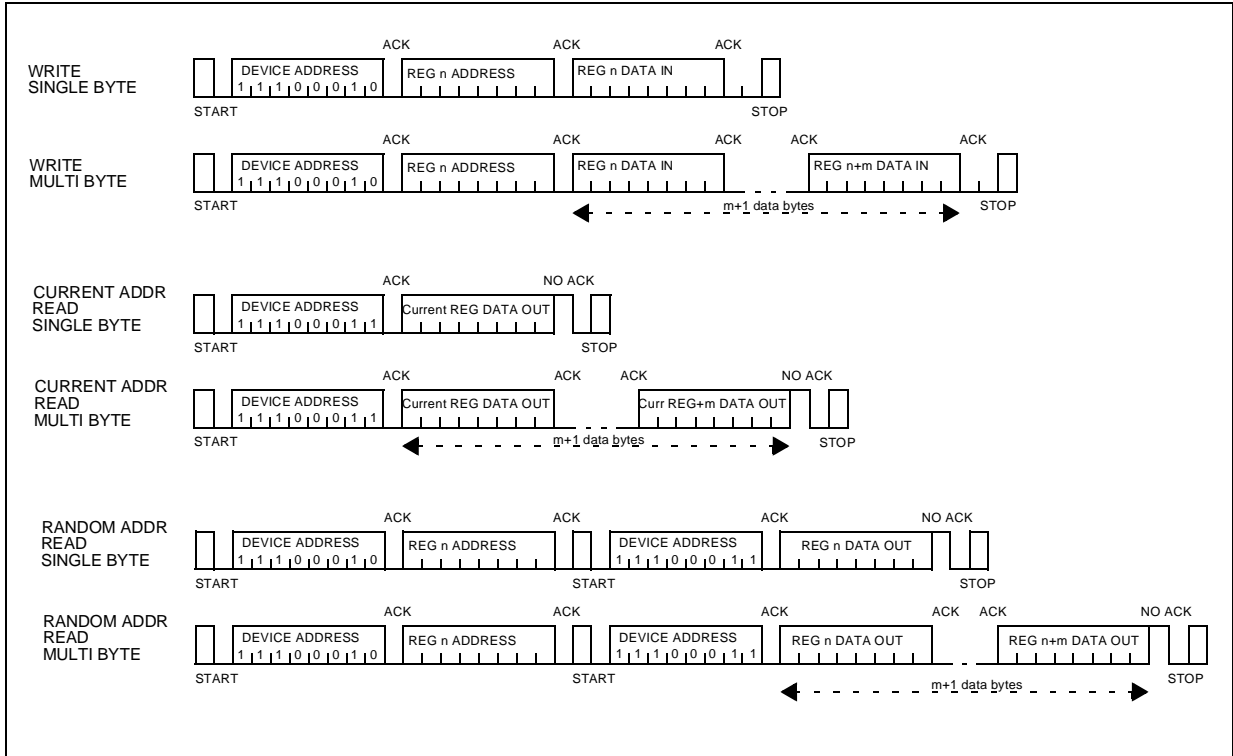 ACK ACK ACK
WRITE
SINGLE BYTE
DEVICE ADDRESS REG n ADDRESS REG n DATA IN
1 1 1 0 0 0 1 0
START STOP
ACK ACK ACK ACK ACK
WRITE
MULTI BYTE
DEVICE ADDRESS REG n ADDRESS REG n DATA IN REG n+m DATA IN
1 1 1 0 0 0 1 0
START m+1 data bytes STOP
ACK NO ACK
CURRENT ADDR
READ
SINGLE BYTE
DEVICE ADDRESS Current REG DATA OUT
1 1 1 0 0 0 1 1
START STOP
ACK ACK ACK NO ACK
CURRENT ADDR
READ
MULTI BYTE
DEVICE ADDRESS Current REG DATA OUT Curr REG+m DATA OUT
1 1 1 0 0 0 1 1
START m+1 data bytes STOP
ACK ACK ACK NO ACK
RANDOM ADDR
READ
SINGLE BYTE
DEVICE ADDRESS REG n ADDRESS DEVICE ADDRESS REG n DATA OUT
1 1 1 0 0 0 1 0 1 1 1 0 0 0 1 1
START START STOP
ACK ACK ACK ACK ACK NO ACK
RANDOM ADDR
READ
MULTI BYTE
DEVICE ADDRESS REG n ADDRESS DEVICE ADDRESS REG n DATA OUT REG n+m DATA OUT
1 1 1 0 0 0 1 0 1 1 1 0 0 0 1 1
START START m+1 data bytes STOP